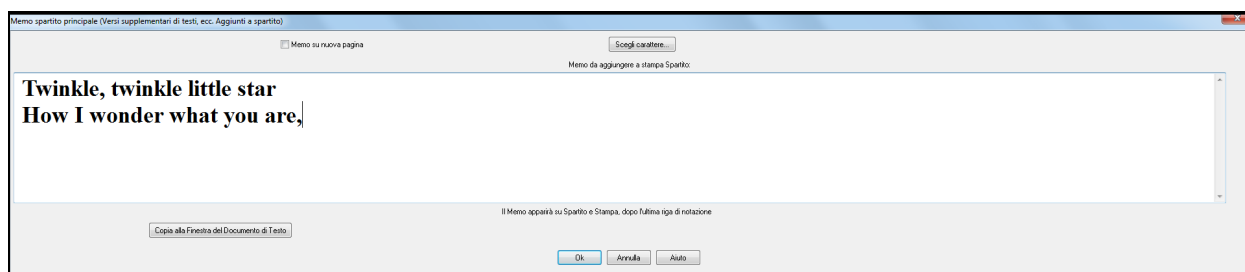 Memo spartito principale (Versi supplementari di testi, ecc. Aggiunti a spartito)
Memo su nuova pagina
Scegli carattere...
Memo da aggiungere a stampa Spartito:
Twinkle, twinkle little star
How I wonder what you are,
Il Memo apparirà su Spartito e Stampa, dopo l'ultima riga di notazione
Copia alla Finestra del Documento di Testo
Ok Annulla Aiuto